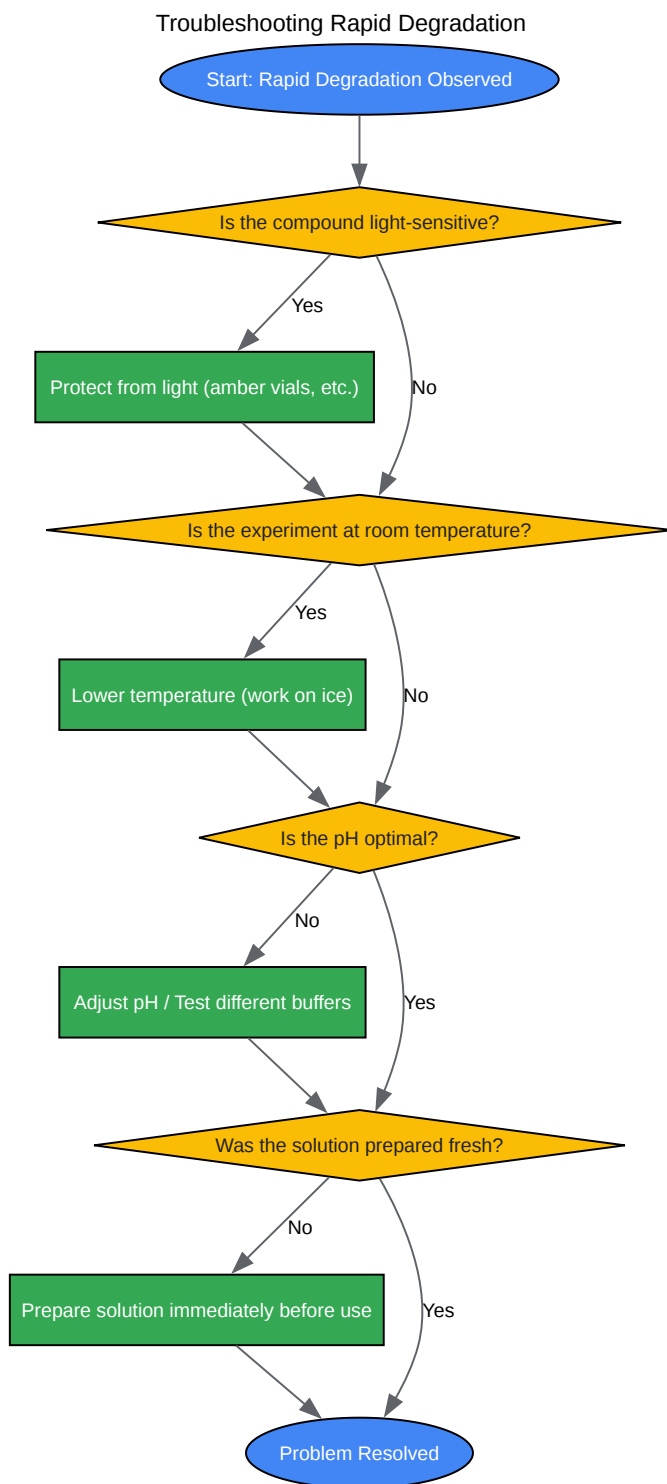 Troubleshooting Rapid Degradation
Start: Rapid Degradation Observed
Is the compound light-sensitive?
Yes
Protect from light (amber vials, etc.)
No
Is the experiment at room temperature?
Yes
Lower temperature (work on ice)
No
Is the pH optimal?
No
Adjust pH / Test different buffers
Yes
Was the solution prepared fresh?
No
Prepare solution immediately before use
Yes
Problem Resolved